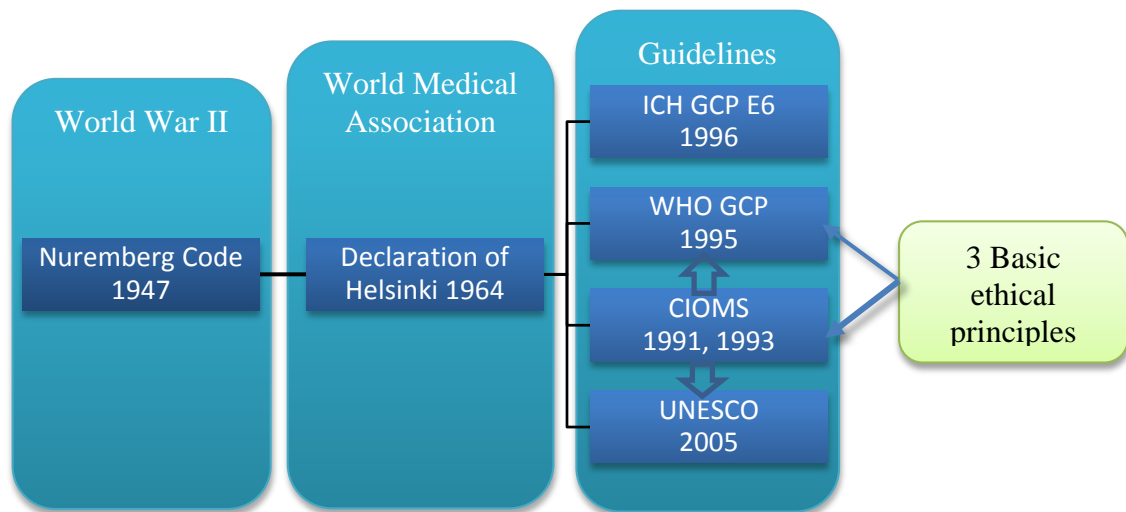 World War II
Nuremberg Code
1947
World Medical
Association
Declaration of
Helsinki 1964
Guidelines
ICH GCP E6
1996
WHO GCP
1995
CIOMS
1991, 1993
UNESCO
2005
3 Basic
ethical
principles